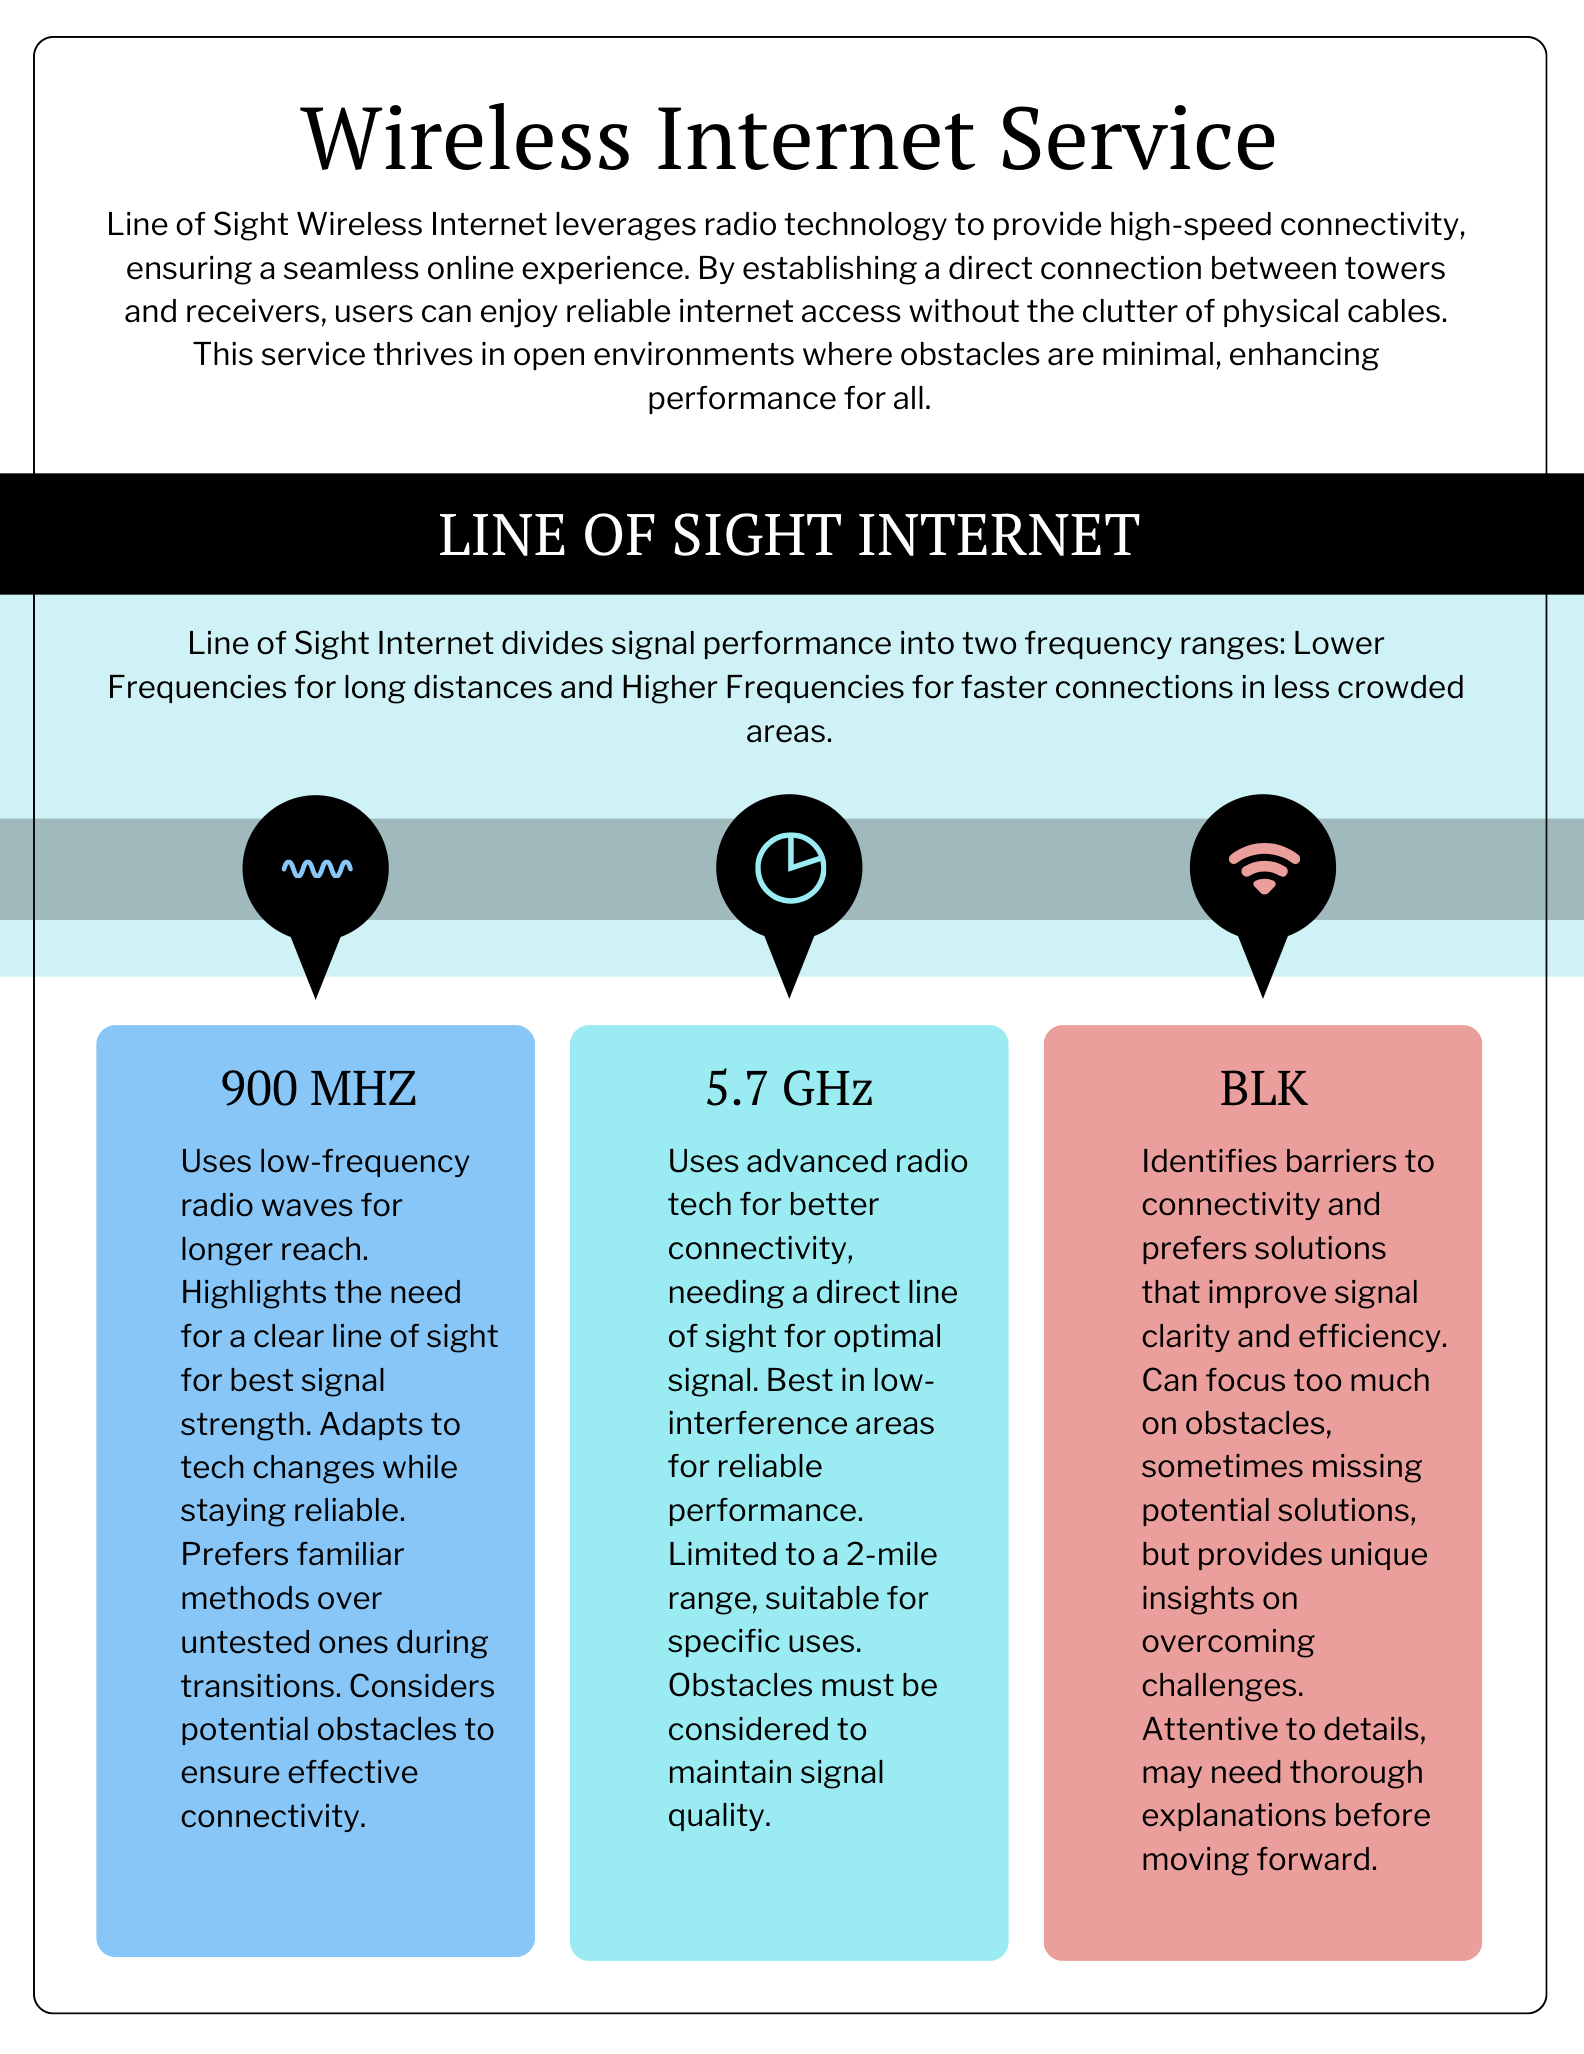 Wireless Internet Service
Line of Sight Wireless Internet leverages radio technology to provide high-speed connectivity,
ensuring a seamless online experience. By establishing a direct connection between towers
and receivers, users can enjoy reliable internet access without the clutter of physical cables.
This service thrives in open environments where obstacles are minimal, enhancing
performance for all.
LINE OF SIGHT INTERNET
Line of Sight Internet divides signal performance into two frequency ranges: Lower
Frequencies for long distances and Higher Frequencies for faster connections in less crowded
areas.
900 MHZ
Uses low-frequency
radio waves for
longer reach.
Highlights the need
for a clear line of sight
for best signal
strength. Adapts to
tech changes while
staying reliable.
Prefers familiar
methods over
untested ones during
transitions. Considers
potential obstacles to
ensure effective
connectivity.
5.7 GHz
Uses advanced radio
tech for better
connectivity,
needing a direct line
of sight for optimal
signal. Best in low-
interference areas
for reliable
performance.
Limited to a 2-mile
range, suitable for
specific uses.
Obstacles must be
considered to
maintain signal
quality.
BLK
Identifies barriers to
connectivity and
prefers solutions
that improve signal
clarity and efficiency.
Can focus too much
on obstacles,
sometimes missing
potential solutions,
but provides unique
insights on
overcoming
challenges.
Attentive to details,
may need thorough
explanations before
moving forward.